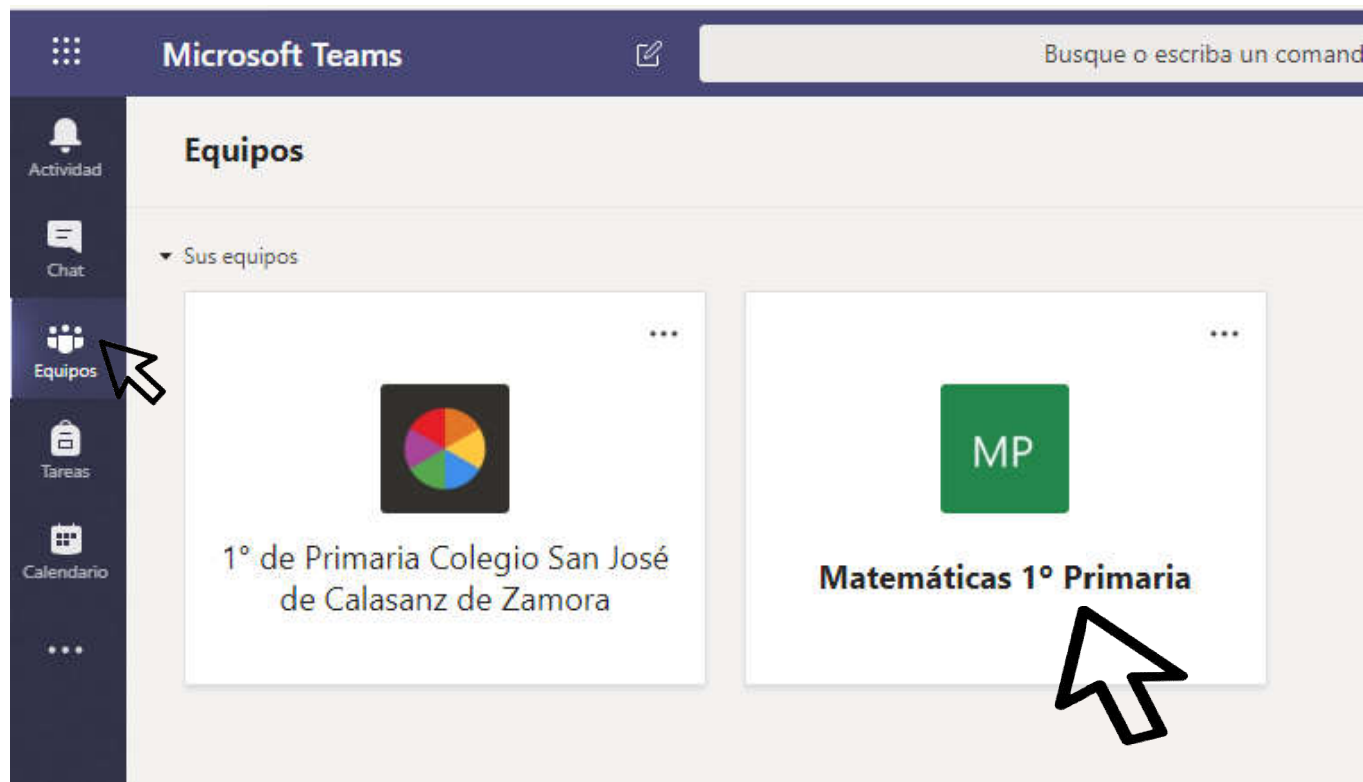 Microsoft Teams
Busque o escriba un comand
Actividad
Equipos
Chat
Sus equipos
Equipos
Tareas
Calendario
MP
1° de Primaria Colegio San José
de Calasanz de Zamora
Matemáticas 1º Primaria